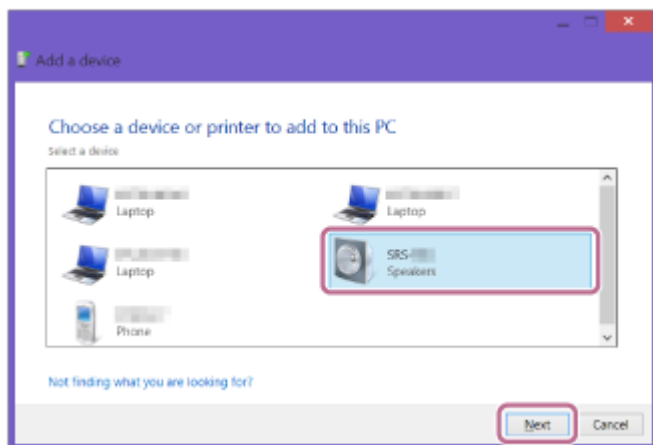 Add a device
Choose a device or printer to add to this PC
Select a device
Laptop
Laptop
Laptop
SRS-
Speakers
Phone
Not finding what you are looking for?
Next
Cancel